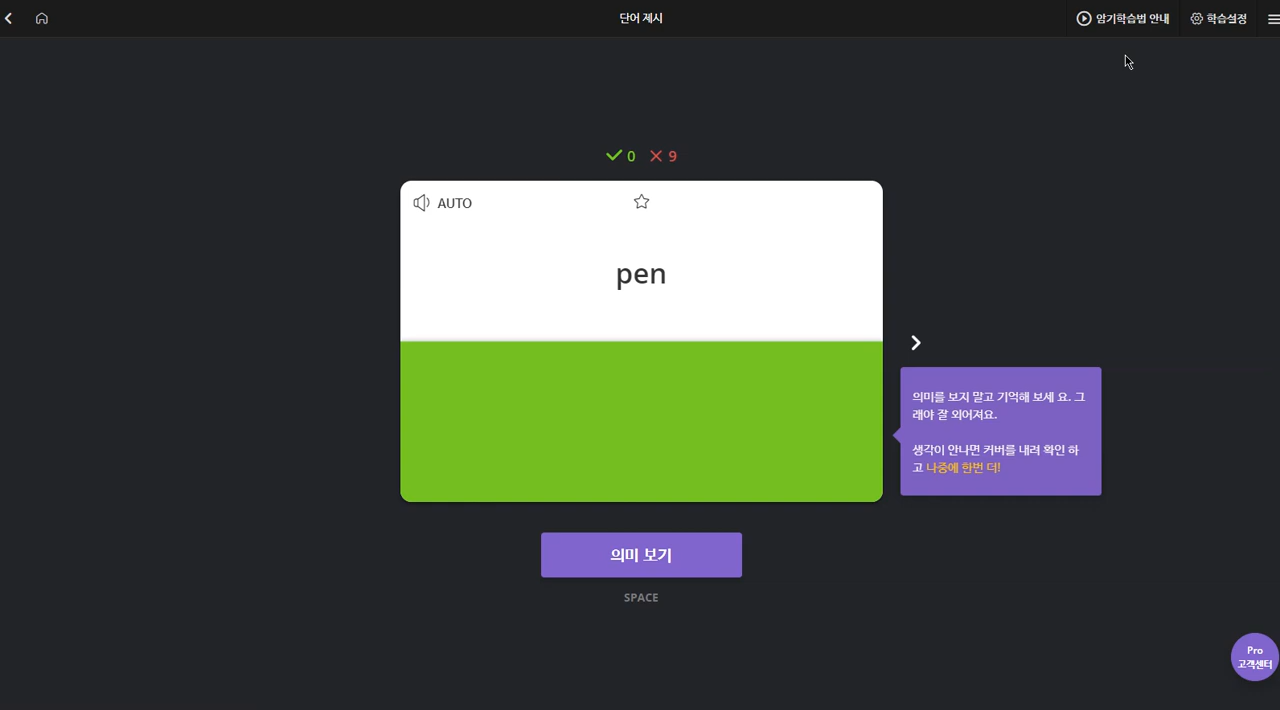 단어 제시
암기학습법 안내
학습설정
0
9
AUTO
pen
의미를 보지 말고 기억해 보세 요. 그
래야 잘 외어져요.
생각이 안나면 커버를 내려 확인 하
고 나중에 한번 더!
의미 보기
SPACE
Pro
고객센터